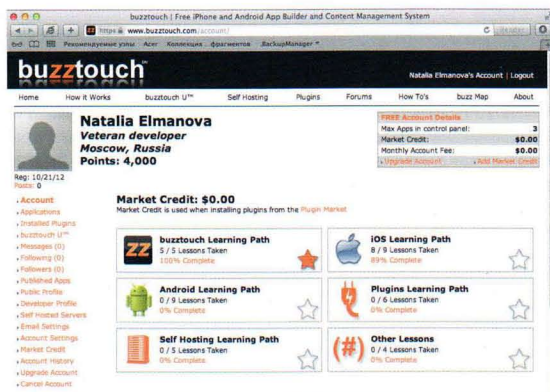 buzztouch | Free iPhone and Android App Builder and Content Management System
https www.buzztouch.com/account/
Reader
Рекомендуемые узлы Acer Коллекция ...фрагментов BackupManager
buzztouch
Natalia Elmanova's Account | Logout
Home How it Works buzztouch U™ Self Hosting Plugins Forums How To's buzz Map About
Natalia Elmanova
Veteran developer
Moscow, Russia
Points: 4,000
Reg: 10/21/12
Posts: 0
FREE Account Details
Max Apps in control panel: 3
Market Credit: $0.00
Monthly Account Fee: $0.00
Upgrade Account Add Market Credit
Account
Applications
Installed Plugins
buzztouch U™
Messages (0)
Following (0)
Followers (0)
Published Apps
Public Profile
Developer Profile
Self Hosted Servers
Email Settings
Account Settings
Market Credit
Account History
Upgrade Account
Cancel Account
Market Credit: $0.00
Market Credit is used when installing plugins from the Plugin Market
ZZ
buzztouch Learning Path
5 / 5 Lessons Taken
100% Complete
iOS Learning Path
8 / 9 Lessons Taken
89% Complete
Android Learning Path
0 / 9 Lessons Taken
0% Complete
Plugins Learning Path
0 / 6 Lessons Taken
0% Complete
Self Hosting Learning Path
0 / 5 Lessons Taken
0% Complete
(#)
Other Lessons
0 / 4 Lessons Taken
0% Complete